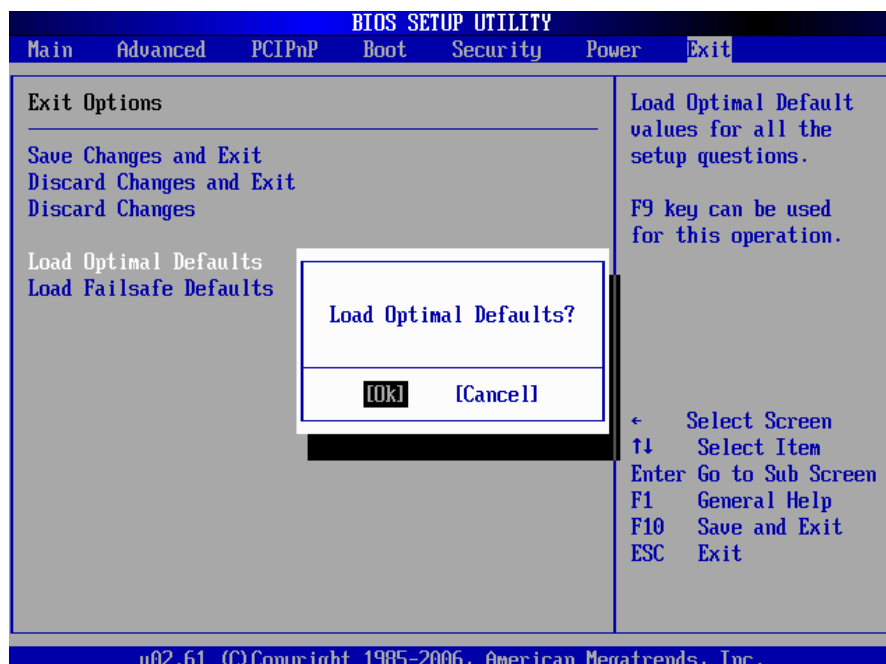 BIOS SETUP UTILITY
Main Advanced PCIPnP Boot Security Power Exit
Exit Options
Save Changes and Exit
Discard Changes and Exit
Discard Changes
Load Optimal Defaults
Load Failsafe Defaults
Load Optimal Defaults?
[Ok] [Cancel]
Load Optimal Default
values for all the
setup questions.
F9 key can be used
for this operation.
← Select Screen
↑↓ Select Item
Enter Go to Sub Screen
F1 General Help
F10 Save and Exit
ESC Exit
v02.61 (C)Copyright 1985-2006, American Megatrends, Inc.